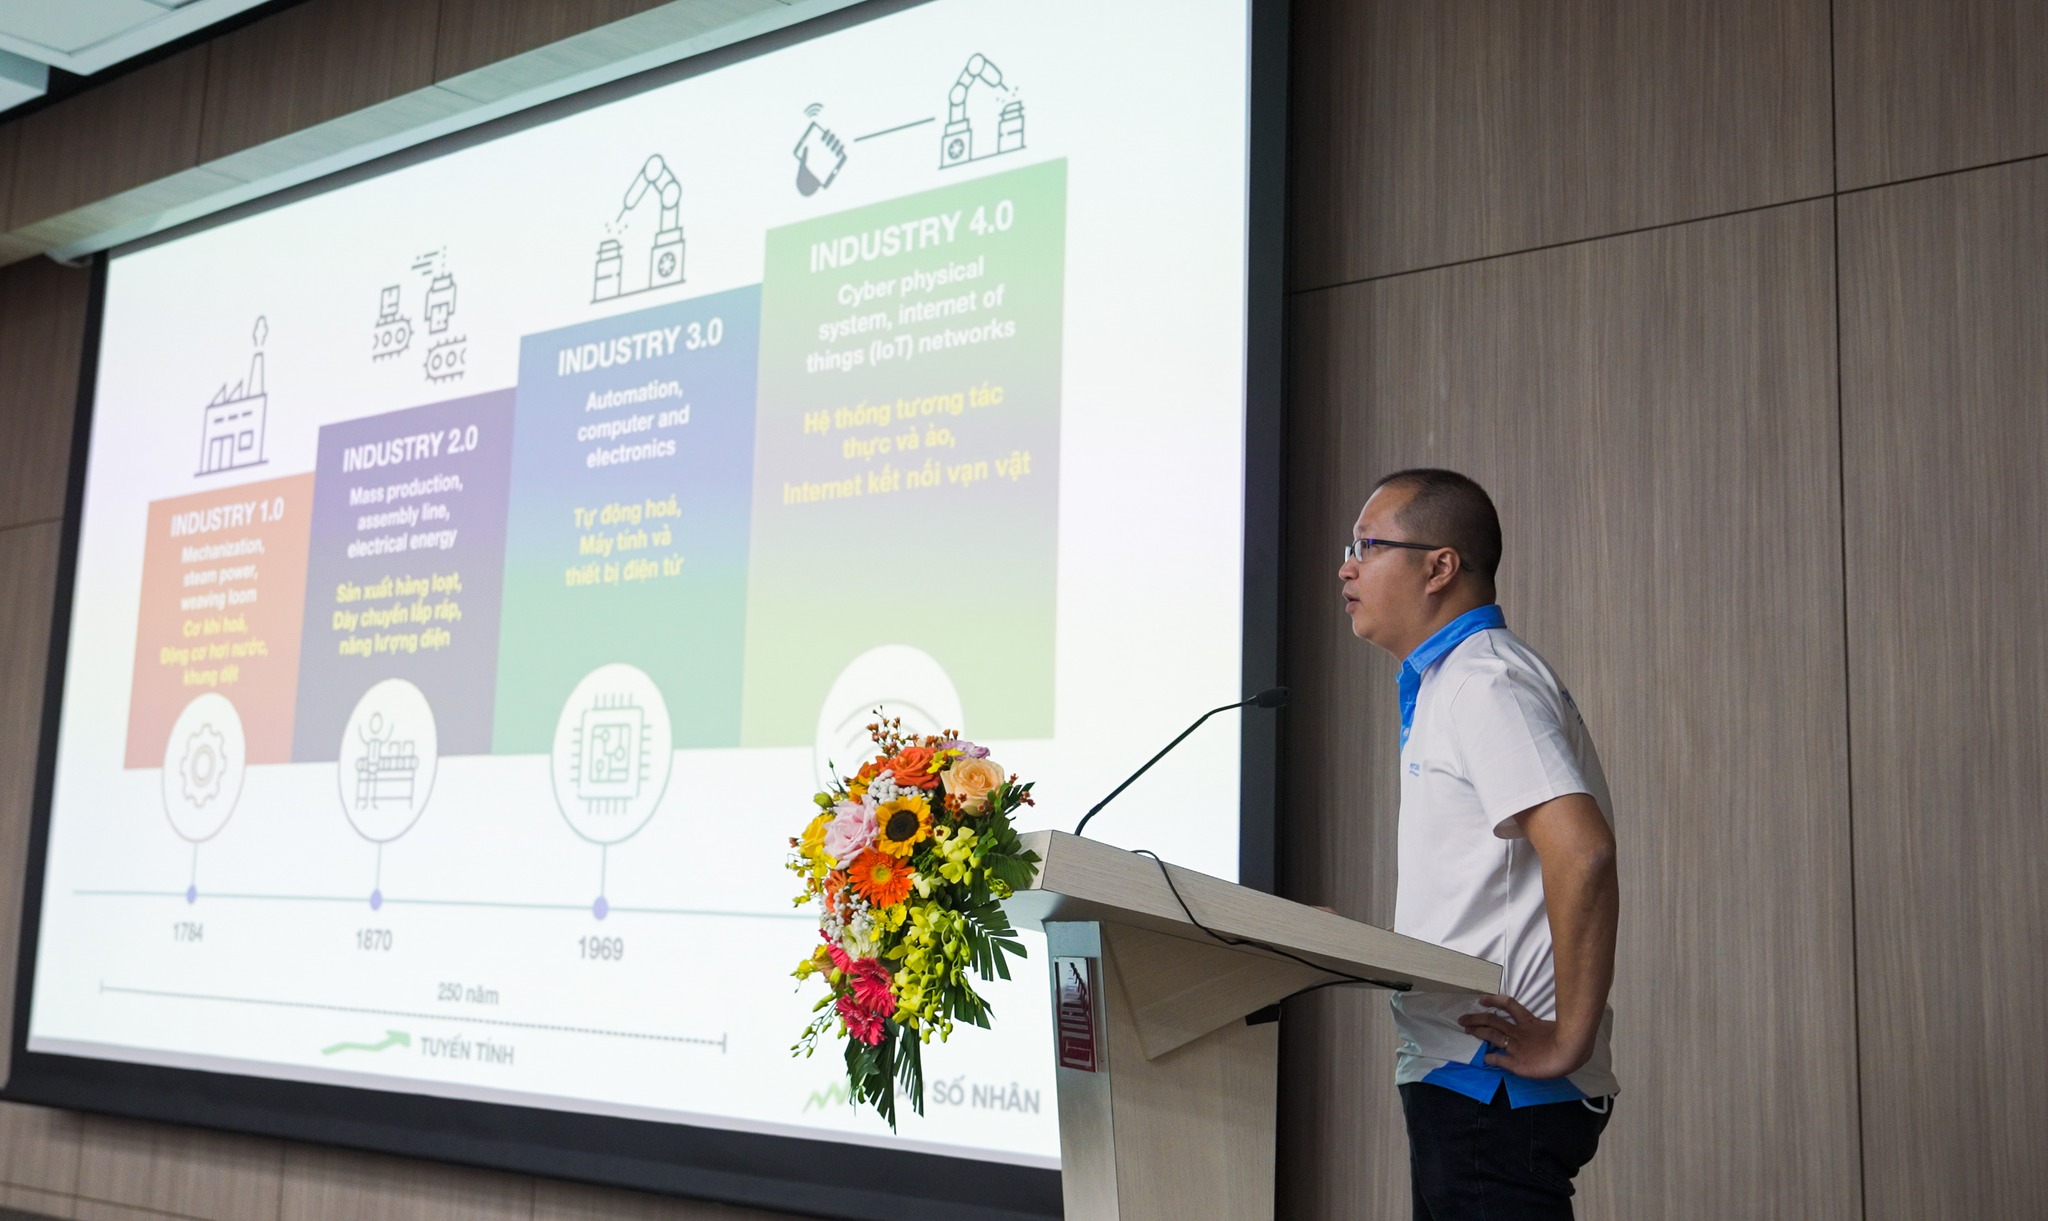 INDUSTRY 1.0
Mechanization,
steam power,
weaving loom
Cơ khí hoá,
Động cơ hơi nước,
khung dệt
INDUSTRY 2.0
Mass production,
assembly line,
electrical energy
Sản xuất hàng loạt,
Dây chuyền lắp ráp,
năng lượng điện
INDUSTRY 3.0
Automation,
computer and
electronics
Tự động hoá,
Máy tính và
thiết bị điện tử
INDUSTRY 4.0
Cyber physical
system, internet of
things (IoT) networks
Hệ thống tương tác
thực và ảo,
Internet kết nối vạn vật
1784
1870
1969
250 năm
TUYẾN TÍNH
SỐ NHÂN